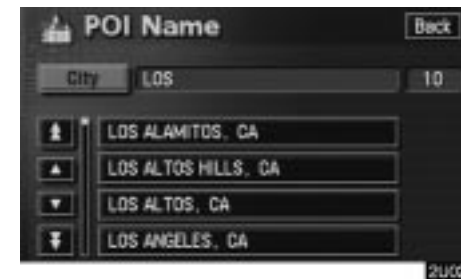 POI Name Back
City LOS 10
LOS ALAMITOS, CA
LOS ALTOS HILLS, CA
LOS ALTOS, CA
LOS ANGELES, CA